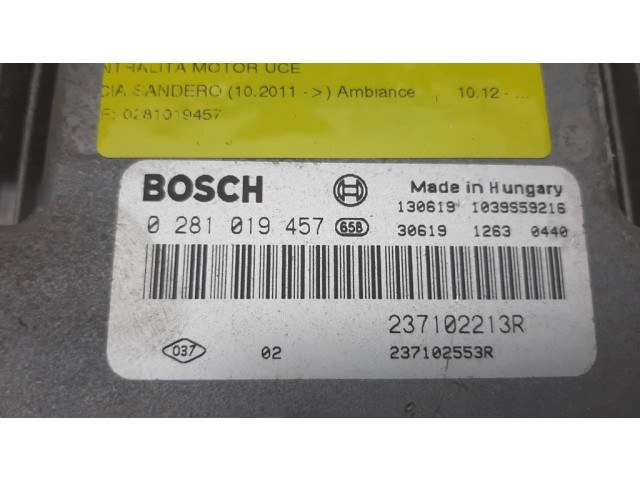 NTRALITA MOTOR UCE
CIA SANDERO (10.2011 ->) Ambiance 10.12 - ...
F: 0281019457
BOSCH
Made in Hungary
130619 1039S59216
0 281 019 457 65B
30619 1263 0440
237102213R
037 02 237102553R